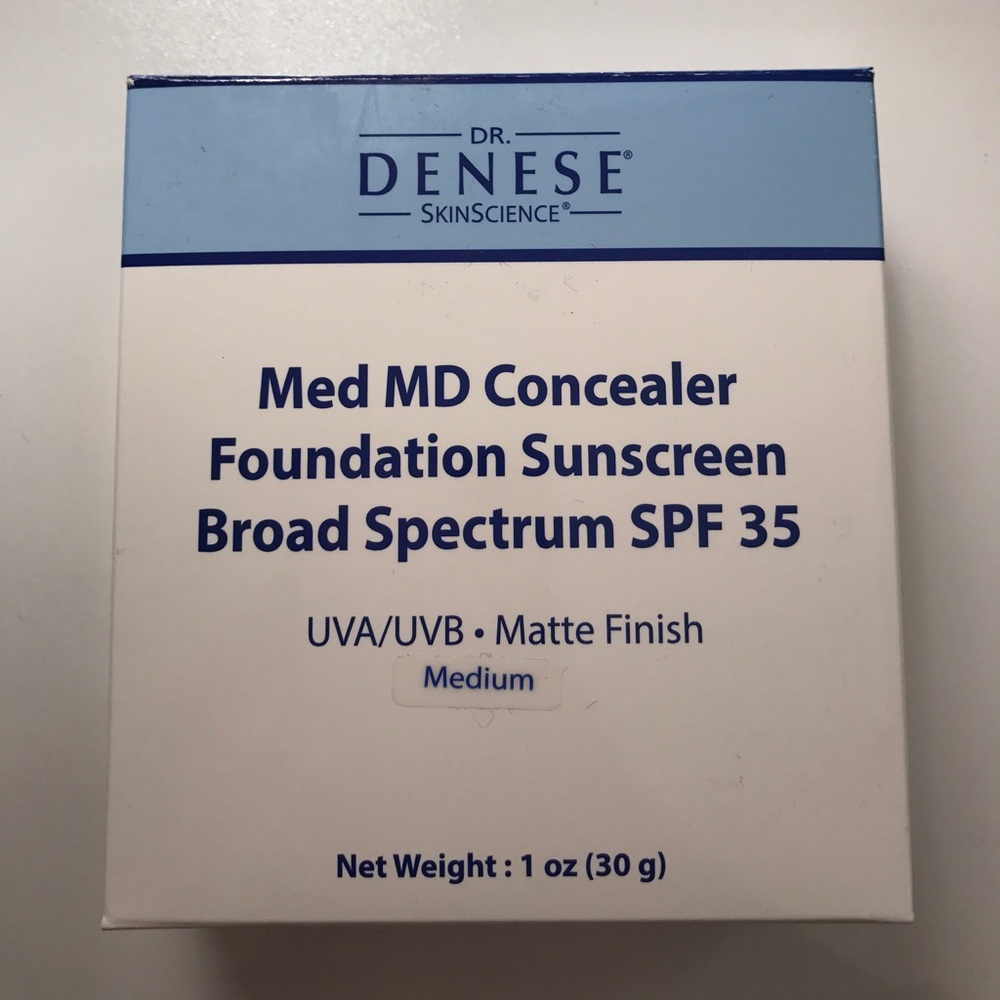 DR.
DENESE®
SKINSCIENCE®
Med MD Concealer
Foundation Sunscreen
Broad Spectrum SPF 35
UVA/UVB • Matte Finish
Medium
Net Weight : 1 oz (30 g)